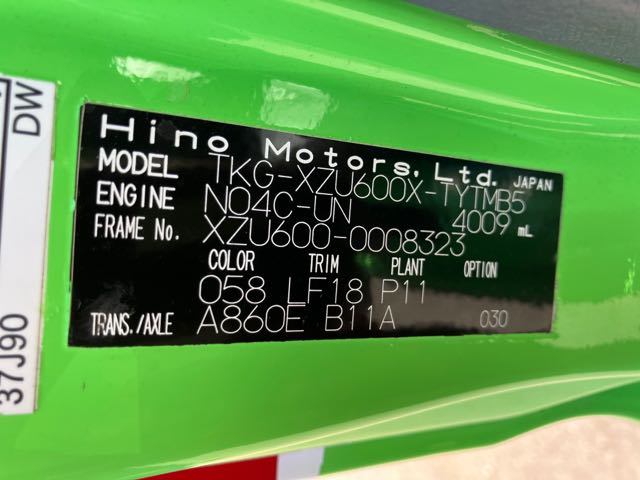 Hino Motors, Ltd. JAPAN
MODEL TKG-XZU600X-TYTMB5
ENGINE N04C-UN 4009 mL
FRAME No. XZU600-0008323
COLOR TRIM PLANT OPTION
058 LF18 P11
TRANS./AXLE A860E B11A 030
DW
37J90